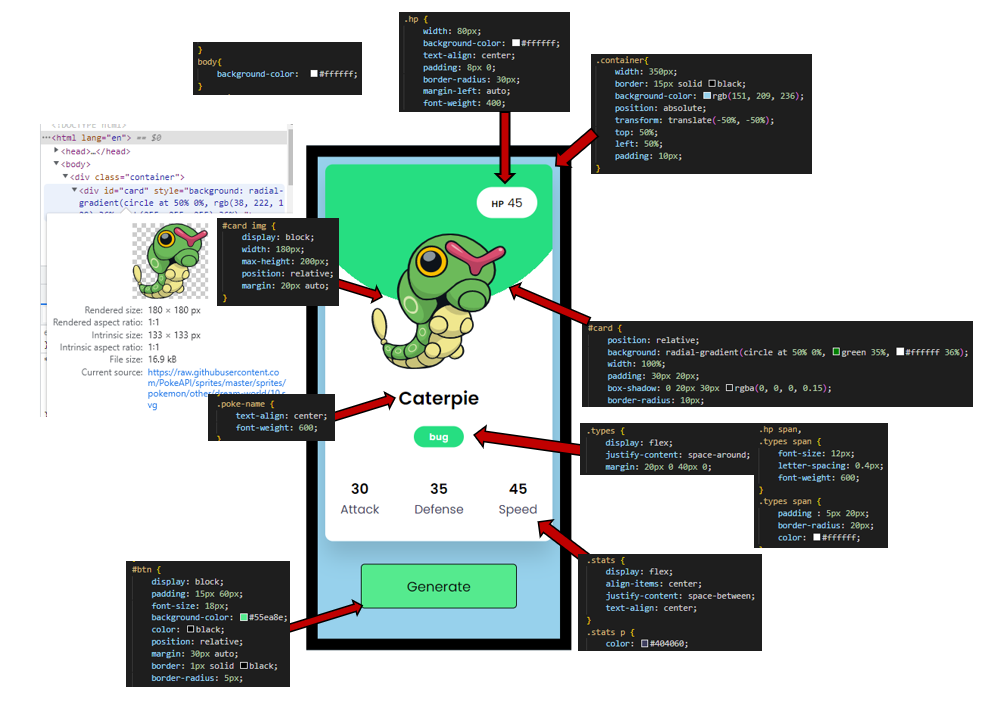 .hp {
width: 80px;
background-color: #ffffff;
text-align: center;
padding: 8px 0;
border-radius: 30px;
margin-left: auto;
font-weight: 400;
}
body{
background-color: #ffffff;
}
.container{
width: 350px;
border: 15px solid black;
background-color: rgb(151, 209, 236);
position: absolute;
transform: translate(-50%, -50%);
top: 50%;
left: 50%;
padding: 10px;
}
<!DOCTYPE html>
···<html lang="en"> == $0
<head>…</head>
<body>
<div class="container">
<div id="card" style="background: radial-
gradient(circle at 50% 0%, rgb(38, 222, 1
Rendered size: 180 × 180 px
Rendered aspect ratio: 1:1
Intrinsic size: 133 × 133 px
Intrinsic aspect ratio: 1:1
File size: 16.9 kB
Current source: https://raw.githubusercontent.co
m/PokeAPI/sprites/master/sprites/
pokemon/other/dream-world/10.s
vg
#card img {
display: block;
width: 180px;
max-height: 200px;
position: relative;
margin: 20px auto;
}
HP 45
#card {
position: relative;
background: radial-gradient(circle at 50% 0%, green 35%, #ffffff 36%);
width: 100%;
padding: 30px 20px;
box-shadow: 0 20px 30px rgba(0, 0, 0, 0.15);
border-radius: 10px;
.poke-name {
text-align: center;
font-weight: 600;
}
Caterpie
bug
.types {
display: flex;
justify-content: space-around;
margin: 20px 0 40px 0;
.hp span,
.types span {
font-size: 12px;
letter-spacing: 0.4px;
font-weight: 600;
}
.types span {
padding : 5px 20px;
border-radius: 20px;
color: #ffffff;
30 35 45
Attack Defense Speed
.stats {
display: flex;
align-items: center;
justify-content: space-between;
text-align: center;
}
.stats p {
color: #404060;
Generate
#btn {
display: block;
padding: 15px 60px;
font-size: 18px;
background-color: #55ea8e;
color: black;
position: relative;
margin: 30px auto;
border: 1px solid black;
border-radius: 5px;